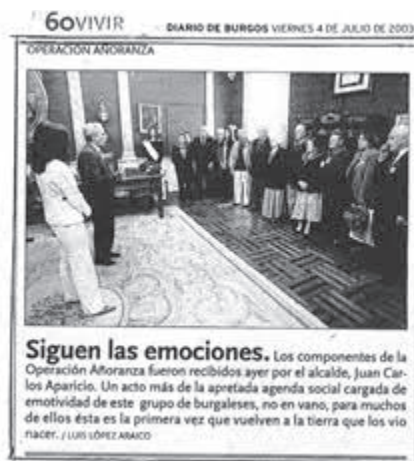 60VIVIR
DIARIO DE BURGOS VIERNES 4 DE JULIO DE 2003
OPERACIÓN AÑORANZA
Siguen las emociones. Los componentes de la
Operación Añoranza fueron recibidos ayer por el alcalde, Juan Car-
los Aparicio. Un acto más de la apretada agenda social cargada de
emotividad de este grupo de burgaleses, no en vano, para muchos
de ellos ésta es la primera vez que vuelven a la tierra que los vio
nacer. / LUIS LÓPEZ ARAICO